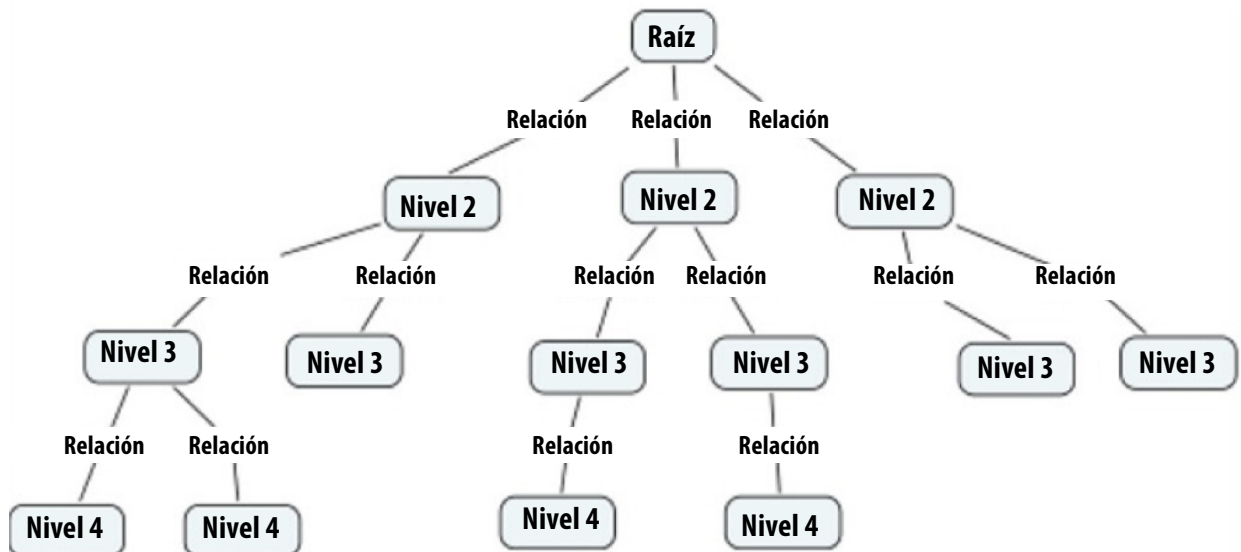 Raíz
Relación Relación Relación
Nivel 2 Nivel 2 Nivel 2
Relación Relación Relación Relación Relación Relación
Nivel 3 Nivel 3 Nivel 3 Nivel 3 Nivel 3 Nivel 3
Relación Relación Relación Relación
Nivel 4 Nivel 4 Nivel 4 Nivel 4